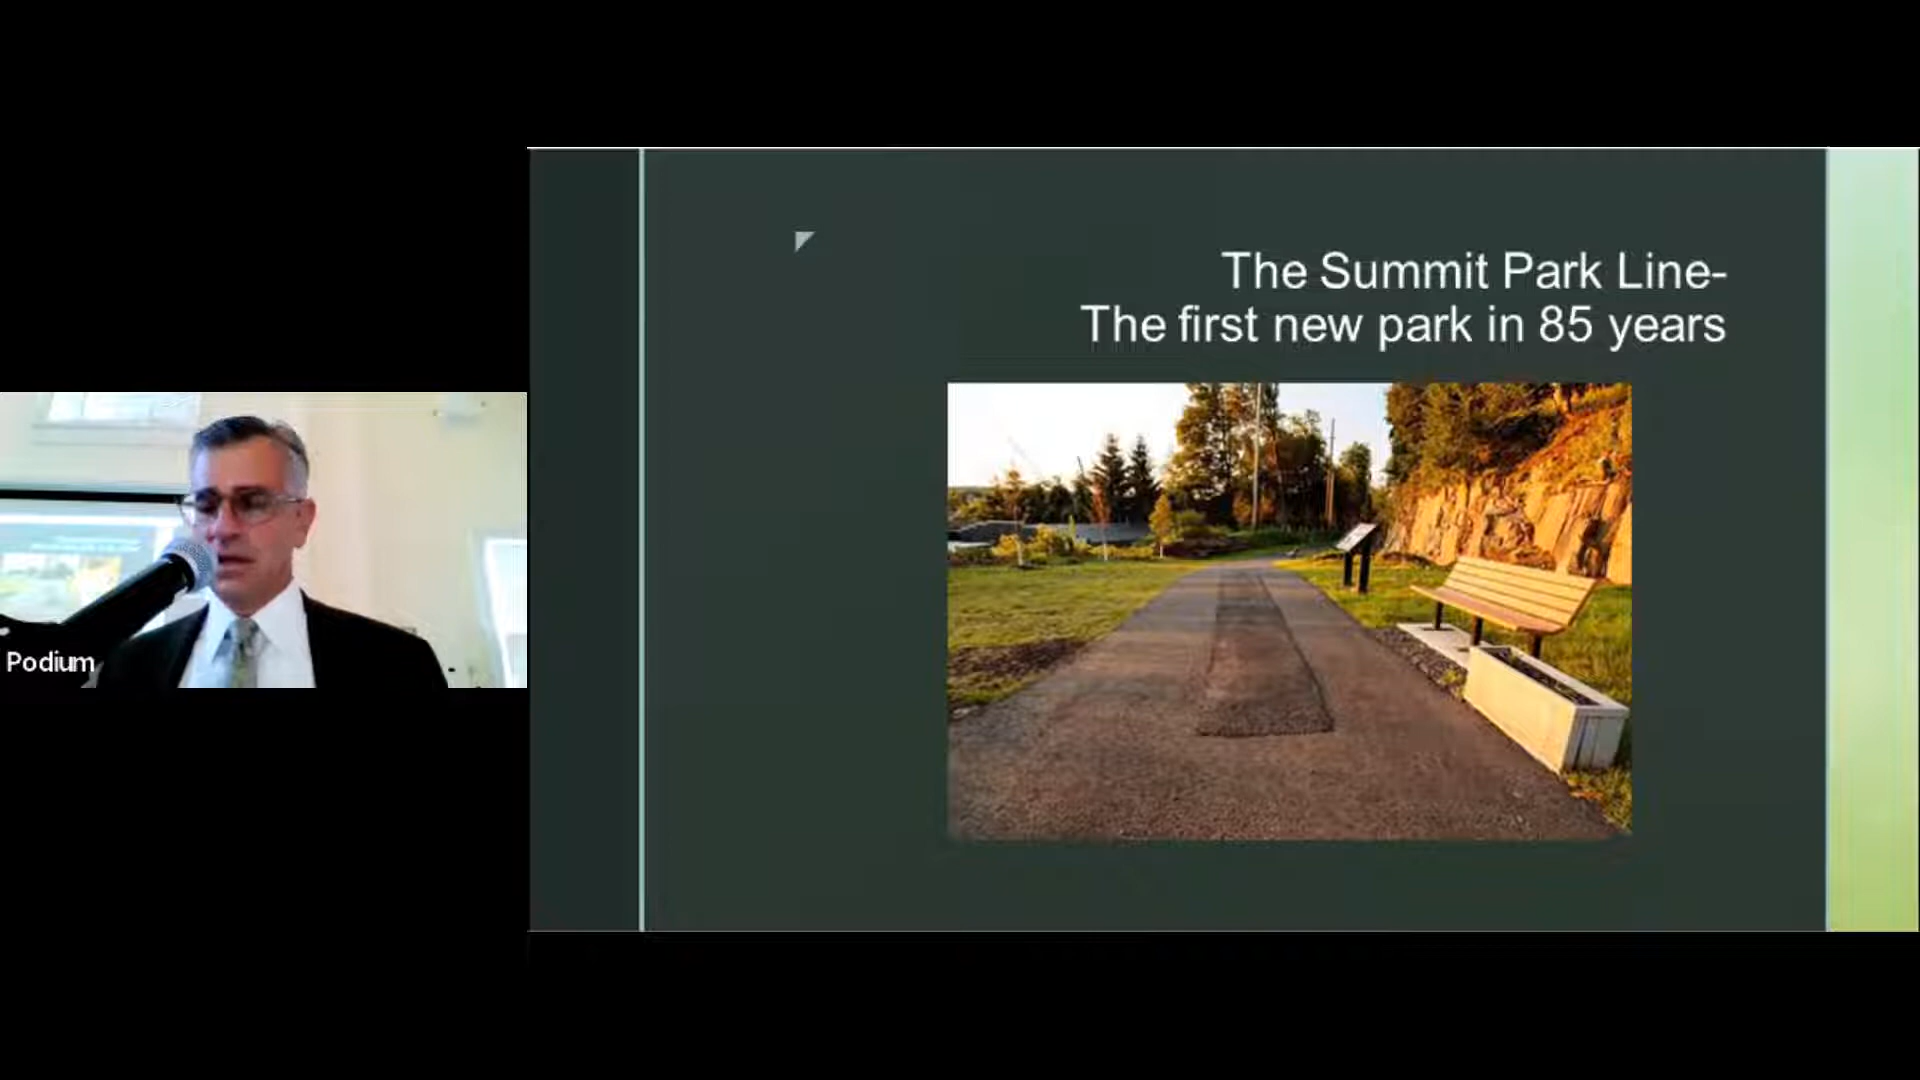 The Summit Park Line-
The first new park in 85 years
Podium